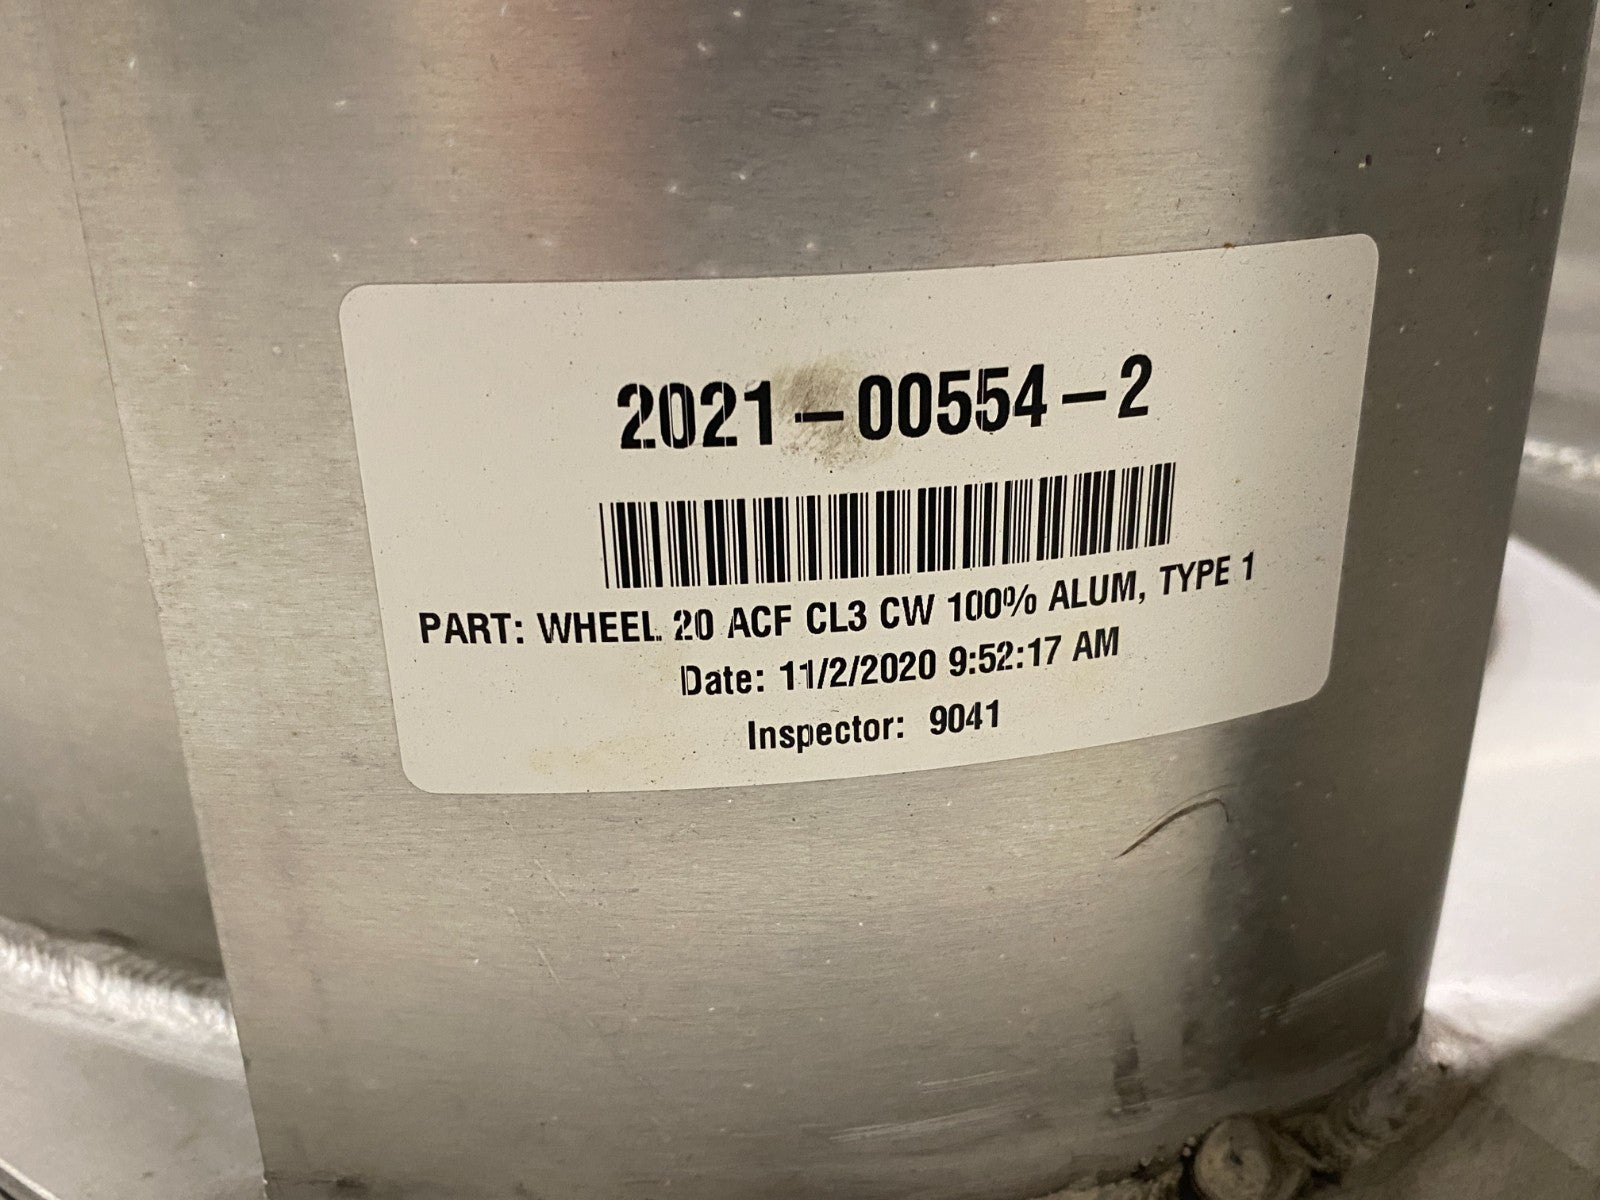 2021-00554-2
PART: WHEEL. 20 ACF CL3 CW 100% ALUM, TYPE 1
Date: 11/2/2020 9:52:17 AM
Inspector: 9041